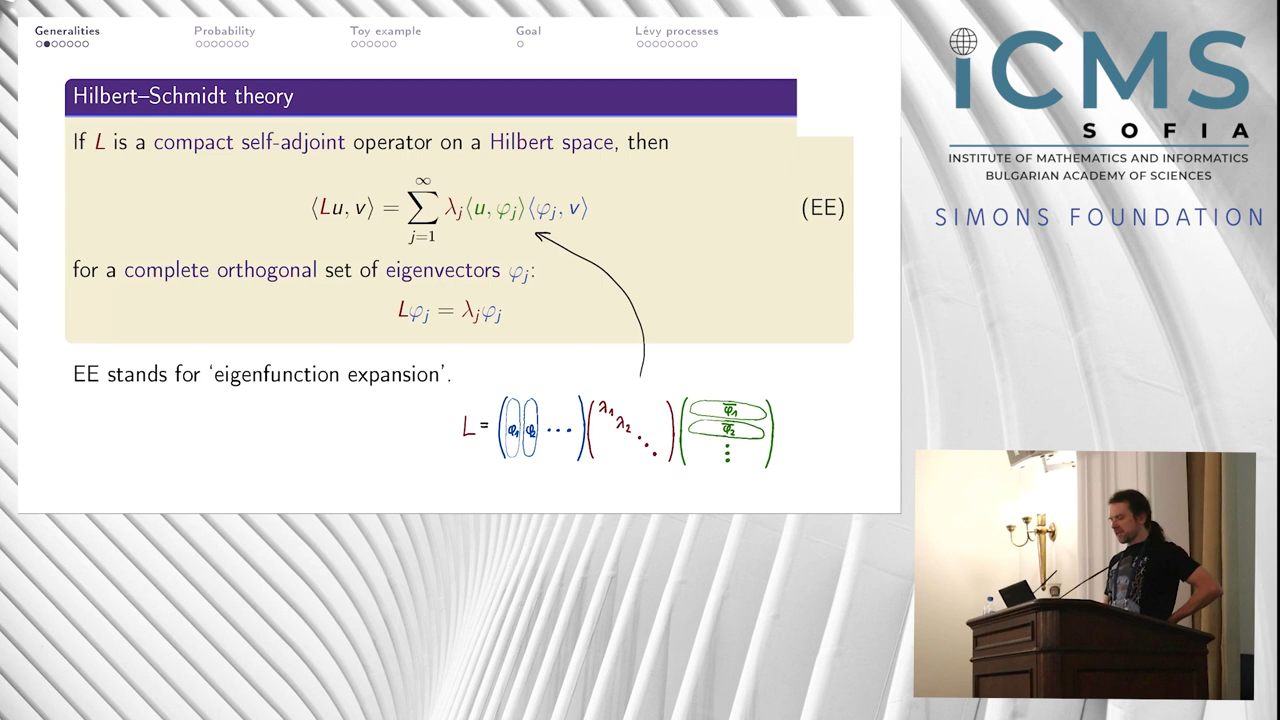 Generalities Probability Toy example Goal Lévy processes
Hilbert–Schmidt theory
If L is a compact self-adjoint operator on a Hilbert space, then
⟨Lu, v⟩ = ∑_{j=1}^{∞} λ_j⟨u, φ_j⟩⟨φ_j, v⟩ (EE)
for a complete orthogonal set of eigenvectors φ_j:
Lφ_j = λ_jφ_j
EE stands for ‘eigenfunction expansion’.
L = (φ₁ φ₂ ⋯) (λ₁ λ₂ ⋱) (φ̄₁ φ̄₂ ⋮)
iCMS
SOFIA
INSTITUTE OF MATHEMATICS AND INFORMATICS
BULGARIAN ACADEMY OF SCIENCES
SIMONS FOUNDATION